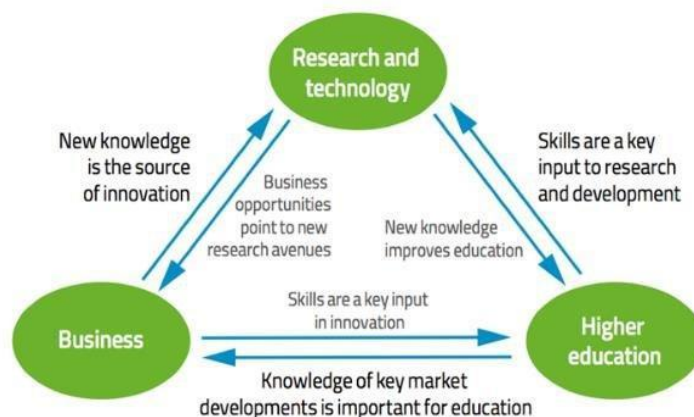 Research and
technology
New knowledge
is the source
of innovation
Business
opportunities
point to new
research avenues
New knowledge
improves education
Skills are a key
input to research
and development
Business
Skills are a key input
in innovation
Higher
education
Knowledge of key market
developments is important for education